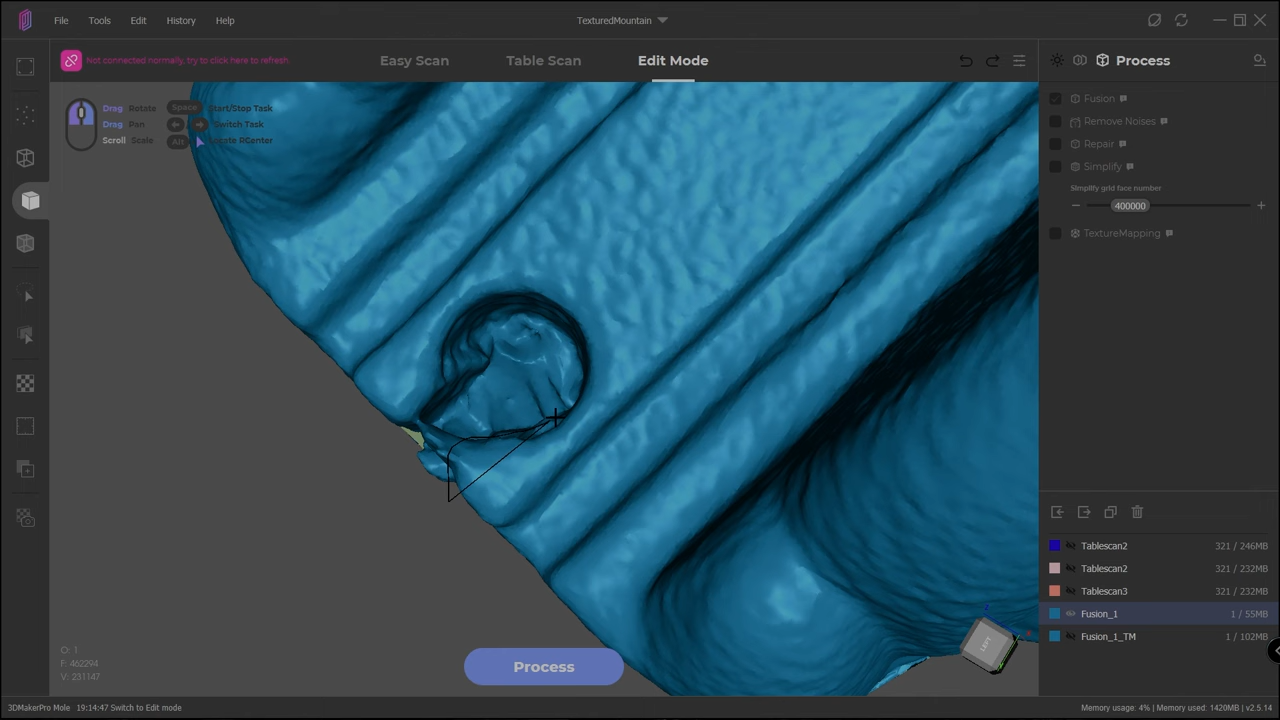 File Tools Edit History Help
TexturedMountain
Not connected normally, try to click here to refresh.
Easy Scan Table Scan Edit Mode
Process
Drag Rotate Space Start/Stop Task
Drag Pan Switch Task
Scroll Scale Alt Locate RCenter
Fusion
Remove Noises
Repair
Simplify
Simplify grid face number
400000
TextureMapping
Tablescan2 321 / 246MB
Tablescan2 321 / 232MB
Tablescan3 321 / 232MB
Fusion_1 1 / 55MB
Fusion_1_TM 1 / 102MB
LEFT
O: 1
F: 462294
V: 231147
Process
3DMakerPro Mole 19:14:47 Switch to Edit mode
Memory usage: 4% | Memory used: 1420MB | v2.5.14